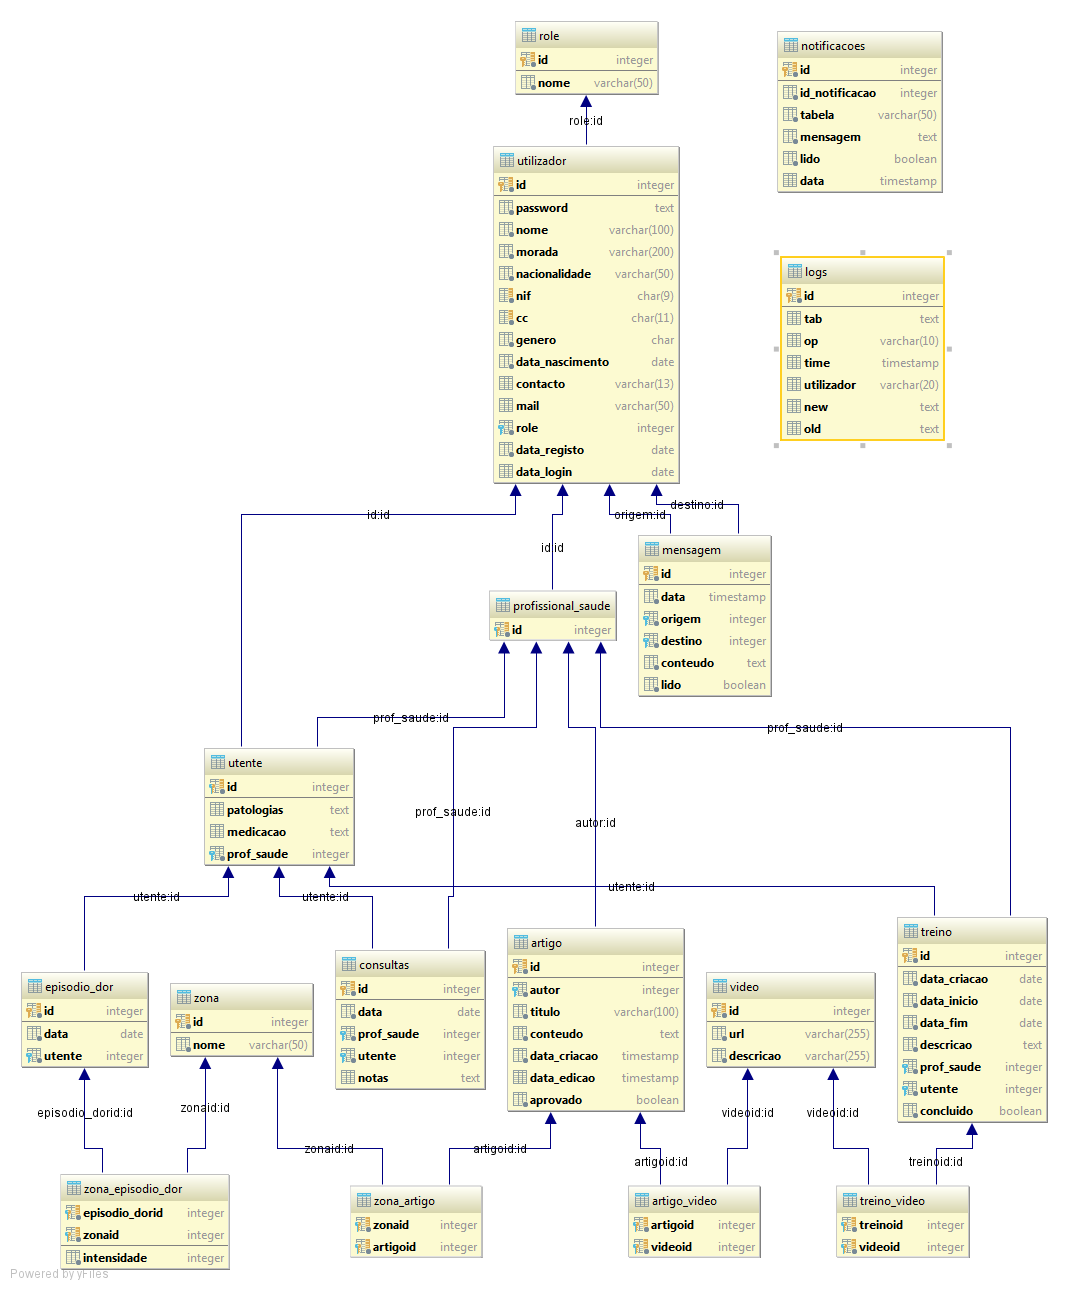 role
id integer
nome varchar(50)
notificacoes
id integer
id_notificacao integer
tabela varchar(50)
mensagem text
lido boolean
data timestamp
role:id
utilizador
id integer
password text
nome varchar(100)
morada varchar(200)
nacionalidade varchar(50)
nif char(9)
cc char(11)
genero char
data_nascimento date
contacto varchar(13)
mail varchar(50)
role integer
data_registo date
data_login date
logs
id integer
tab text
op varchar(10)
time timestamp
utilizador varchar(20)
new text
old text
id:id
id:id
origem:id
destino:id
mensagem
id integer
data timestamp
origem integer
destino integer
conteudo text
lido boolean
profissional_saude
id integer
prof_saude:id
prof_saude:id
autor:id
prof_saude:id
utente
id integer
patologias text
medicacao text
prof_saude integer
utente:id
utente:id
utente:id
episodio_dor
id integer
data date
utente integer
zona
id integer
nome varchar(50)
consultas
id integer
data date
prof_saude integer
utente integer
notas text
artigo
id integer
autor integer
titulo varchar(100)
conteudo text
data_criacao timestamp
data_edicao timestamp
aprovado boolean
video
id integer
url varchar(255)
descricao varchar(255)
treino
id integer
data_criacao date
data_inicio date
data_fim date
descricao text
prof_saude integer
utente integer
concluido boolean
episodio_dorid:id
zonaid:id
zonaid:id
artigoid:id
artigoid:id
videoid:id
videoid:id
treinoid:id
zona_episodio_dor
episodio_dorid integer
zonaid integer
intensidade integer
zona_artigo
zonaid integer
artigoid integer
artigo_video
artigoid integer
videoid integer
treino_video
treinoid integer
videoid integer
Powered by yFiles